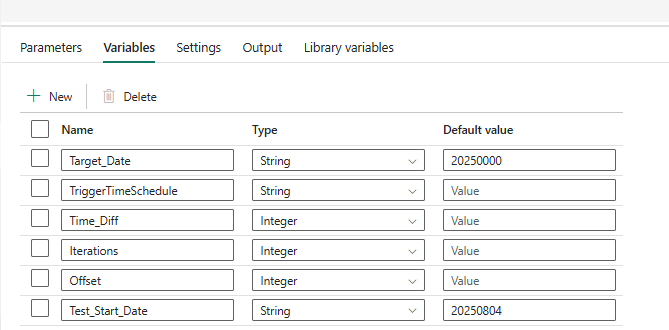 Parameters Variables Settings Output Library variables
New Delete
Name Type Default value
Target_Date String 20250000
TriggerTimeSchedule String Value
Time_Diff Integer Value
Iterations Integer Value
Offset Integer Value
Test_Start_Date String 20250804